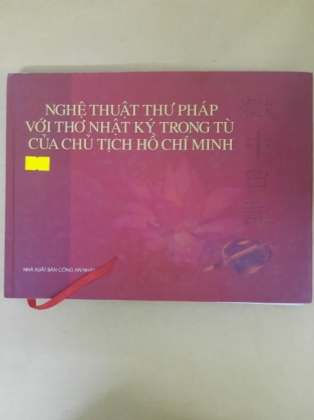 NGHỆ THUẬT THƯ PHÁP
VỚI THƠ NHẬT KÝ TRONG TÙ
CỦA CHỦ TỊCH HỒ CHÍ MINH
獄中日記
NHÀ XUẤT BẢN CÔNG AN NHÂN